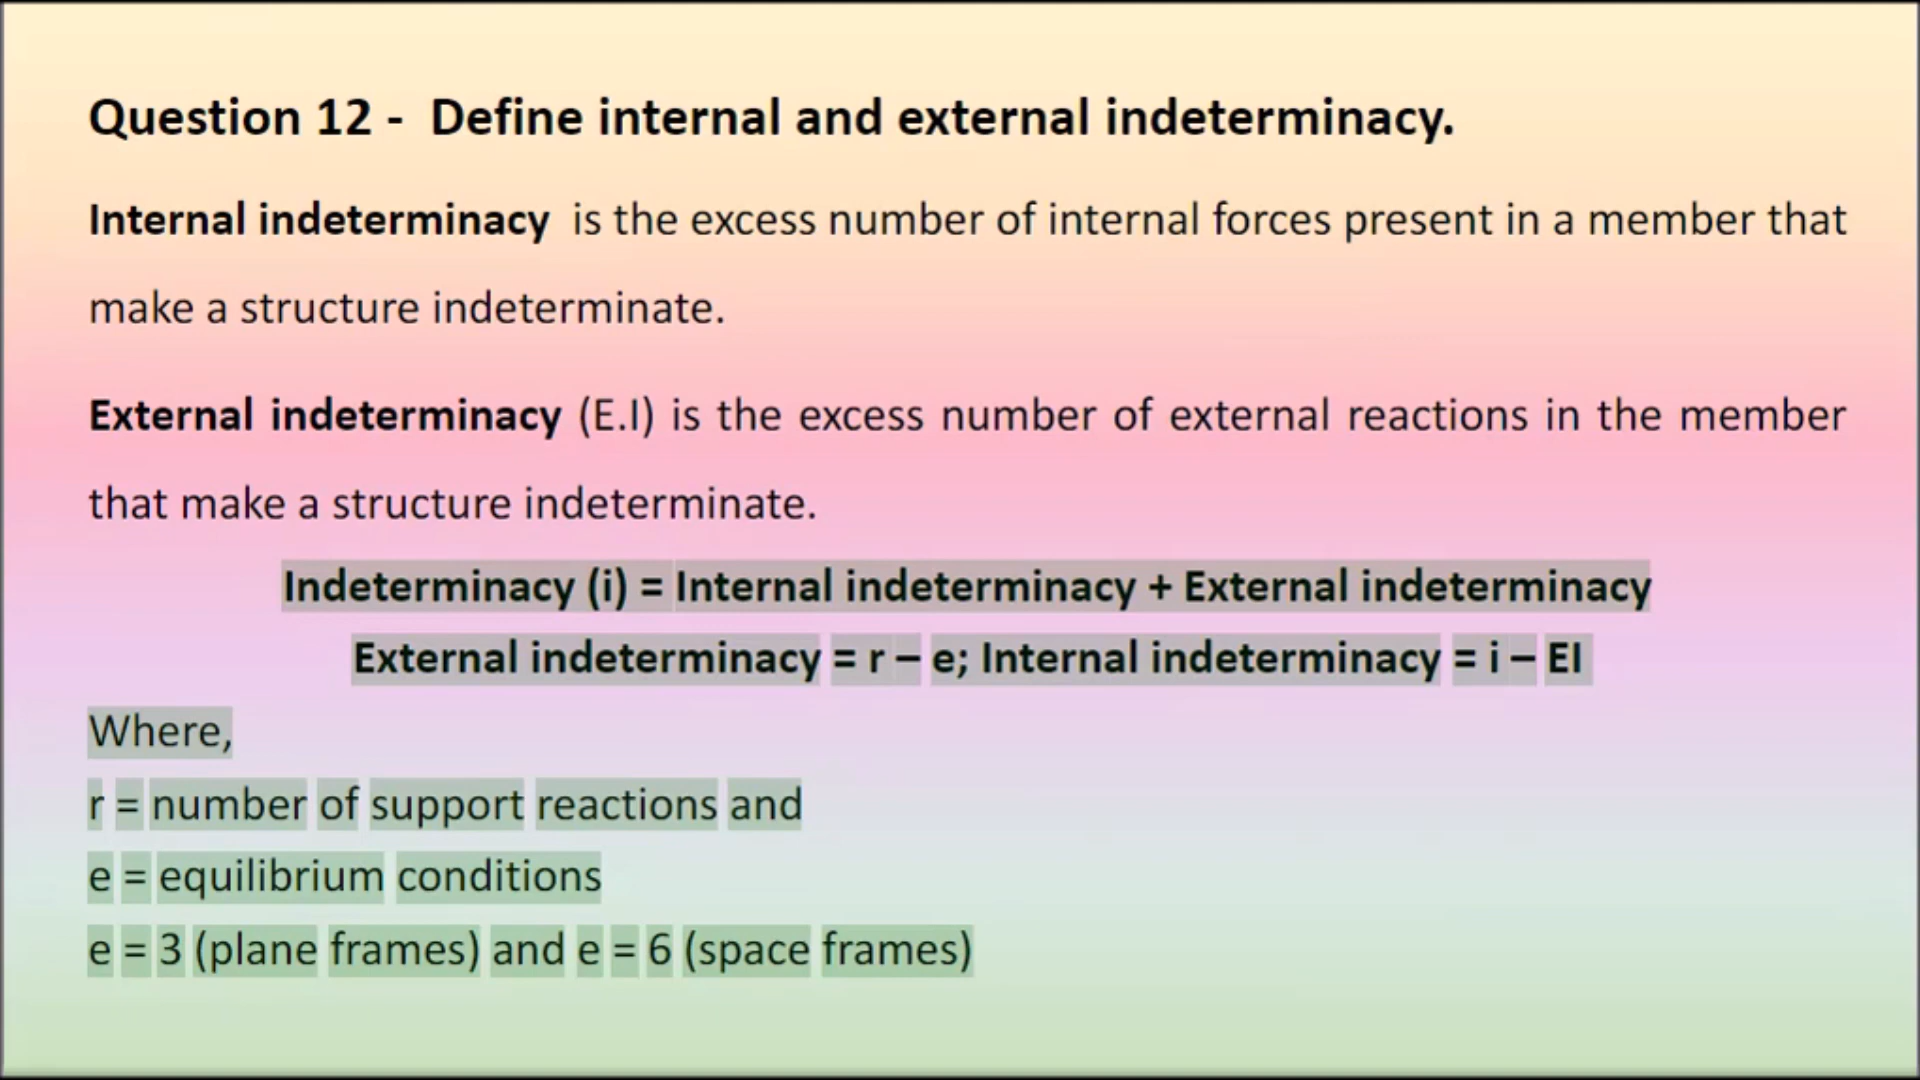 Question 12 -  Define internal and external indeterminacy.
Internal indeterminacy  is the excess number of internal forces present in a member that
make a structure indeterminate.
External indeterminacy (E.I) is the excess number of external reactions in the member
that make a structure indeterminate.
Indeterminacy (i) = Internal indeterminacy + External indeterminacy
External indeterminacy = r – e; Internal indeterminacy = i – EI
Where,
r = number of support reactions and
e = equilibrium conditions
e = 3 (plane frames) and e = 6 (space frames)